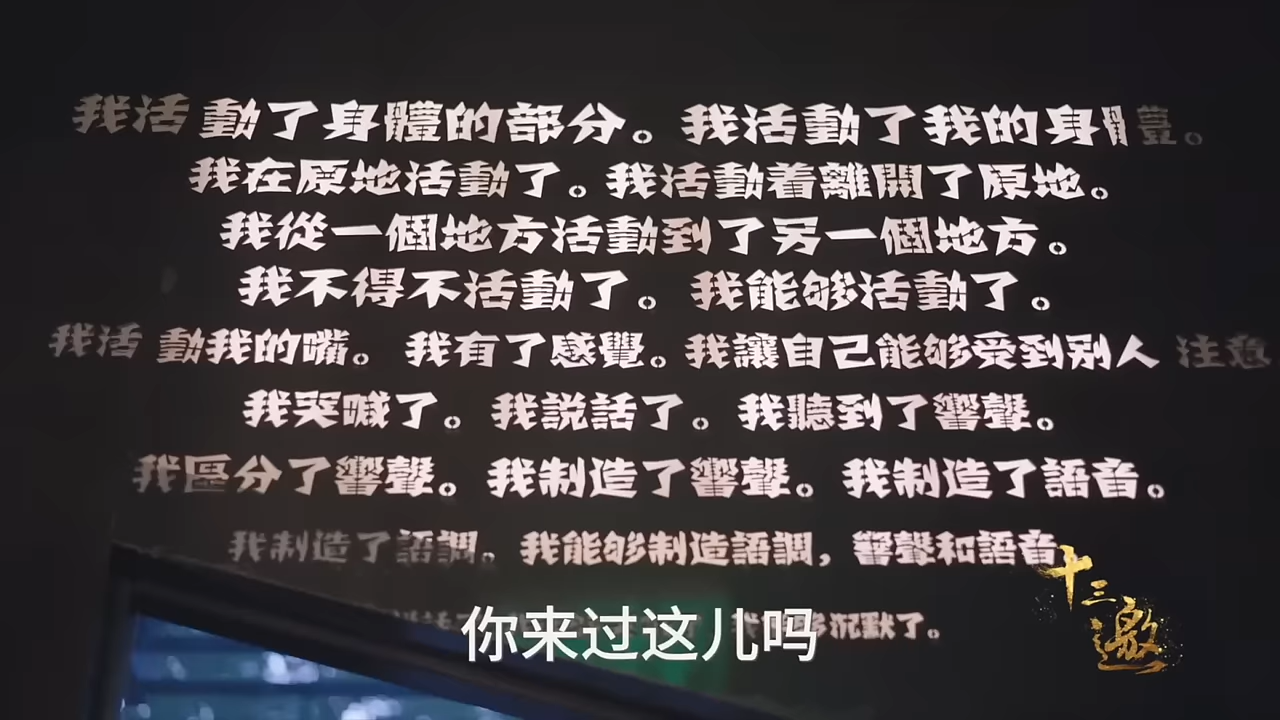 我活動了身體的部分。我活動了我的身體。
我在原地活動了。我活動着離開了原地。
我從一個地方活動到了另一個地方。
我不得不活動了。我能够活動了。
我活動我的嘴。我有了感覺。我讓自己能够受到别人注意
我哭喊了。我説話了。我聽到了響聲。
我區分了響聲。我制造了響聲。我制造了語音。
我制造了語調。我能够制造語調，響聲和語音
沉默了。
你来过这儿吗
十三邀